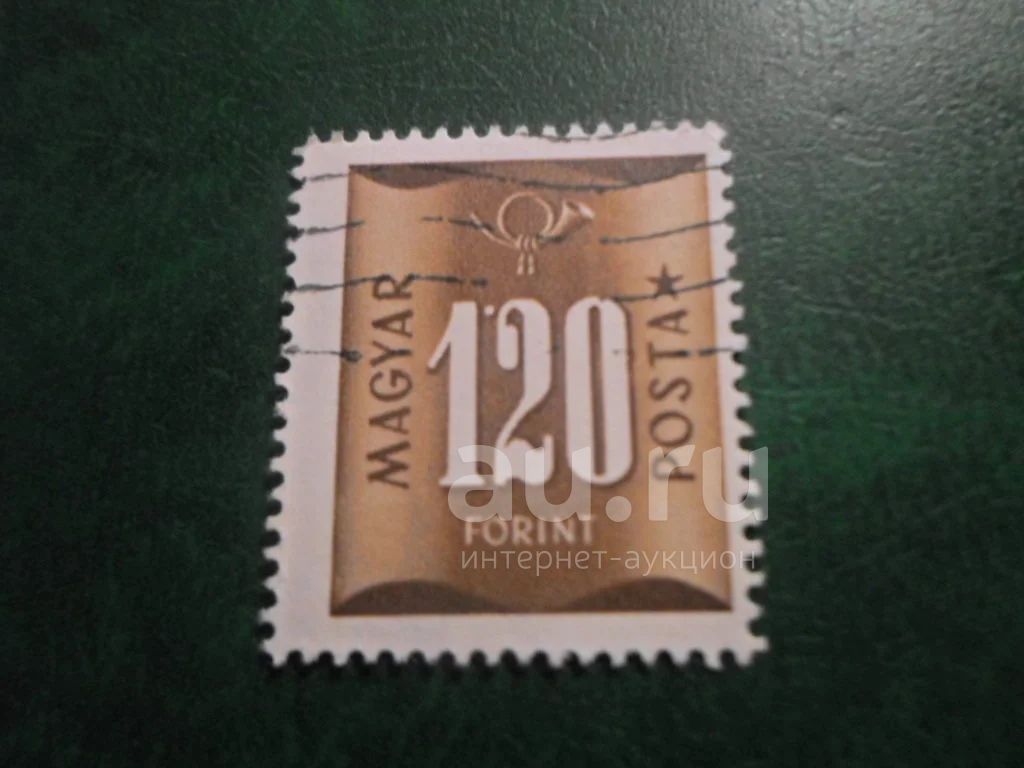 MAGYAR
1·20
FORINT
POSTA★
au.ru
интернет-аукцион